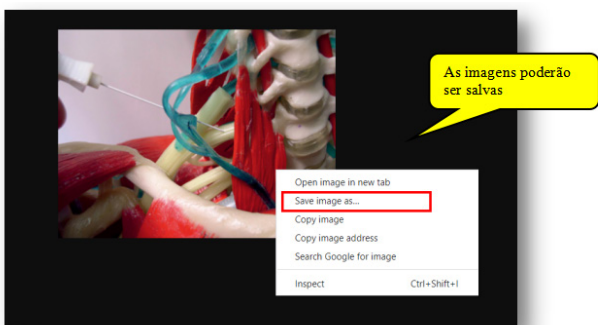 As imagens poderão
ser salvas
Open image in new tab
Save image as...
Copy image
Copy image address
Search Google for image
Inspect Ctrl+Shift+I